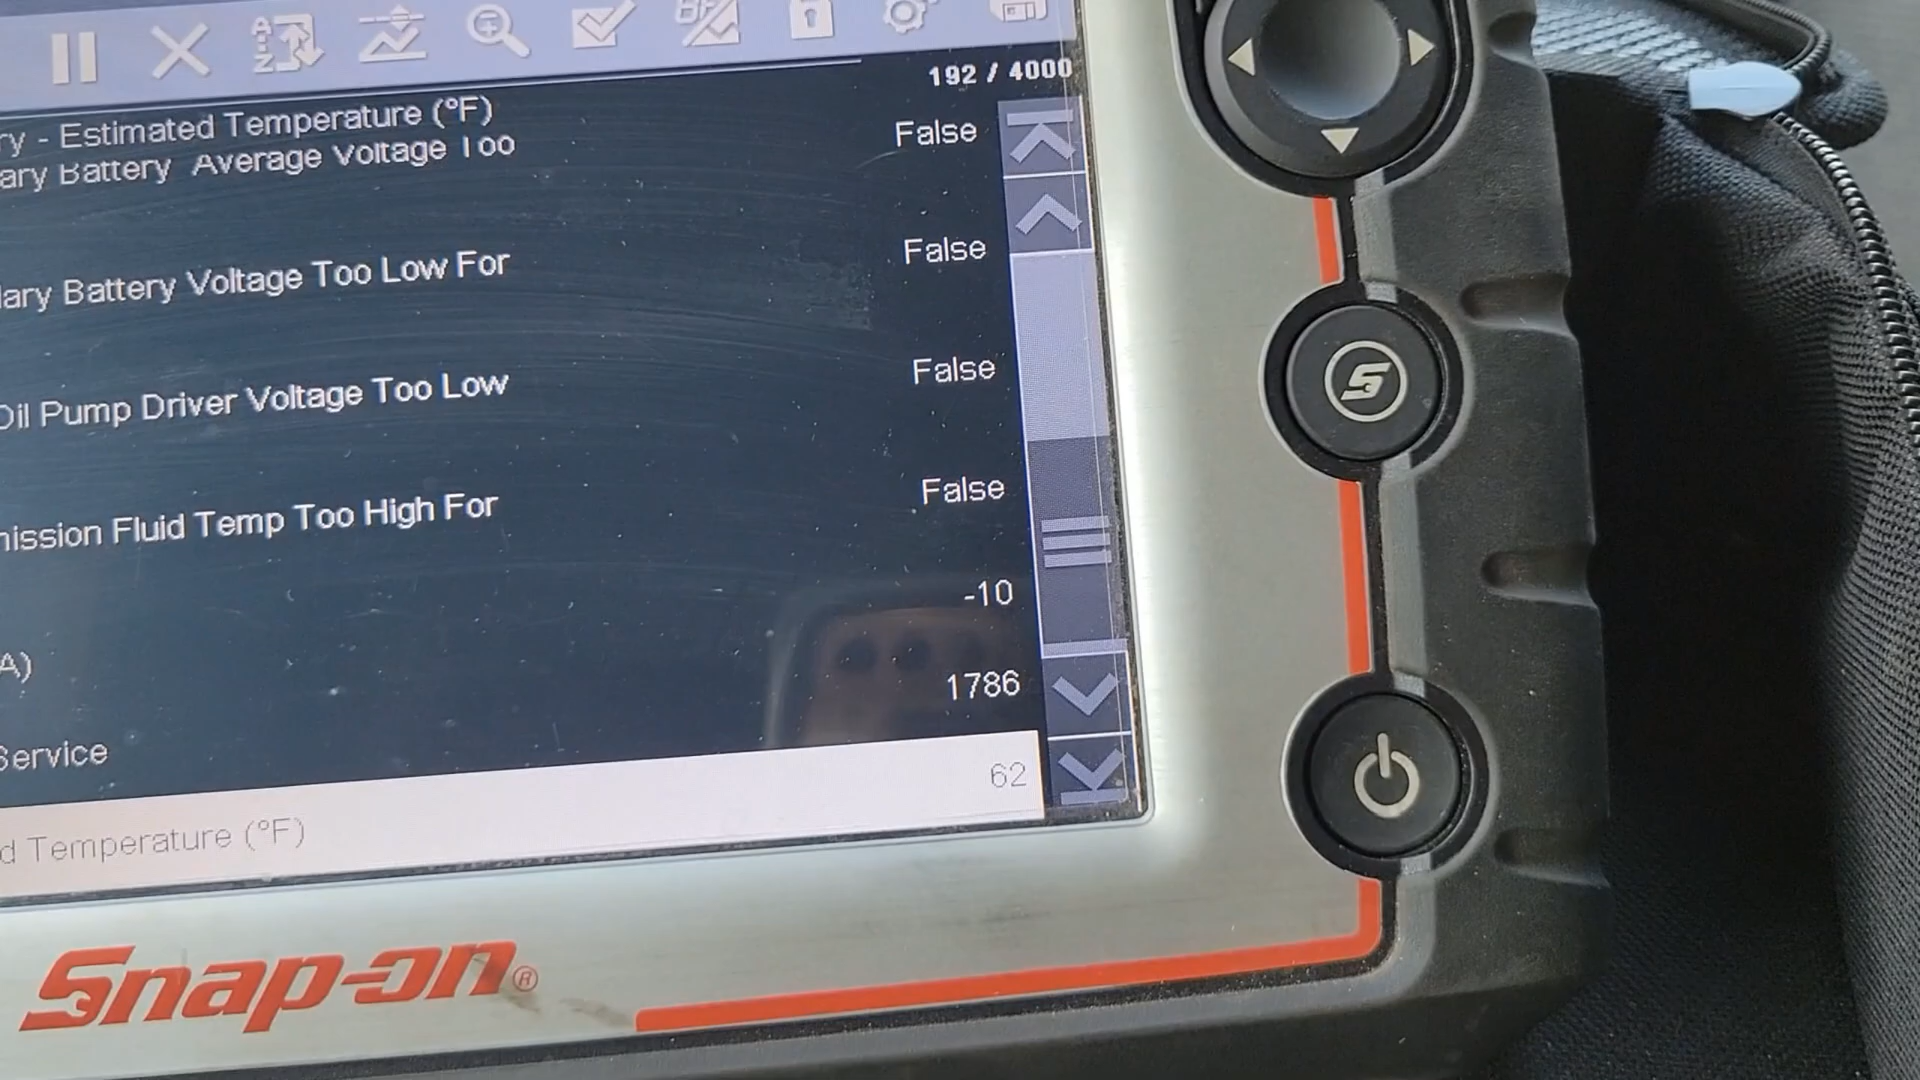 192 / 4000
ry - Estimated Temperature (°F)
ary Battery Average Voltage Too
False
lary Battery Voltage Too Low For
False
Oil Pump Driver Voltage Too Low
False
mission Fluid Temp Too High For
False
-10
A)
1786
Service
62
d Temperature (°F)
Snap-on®
S